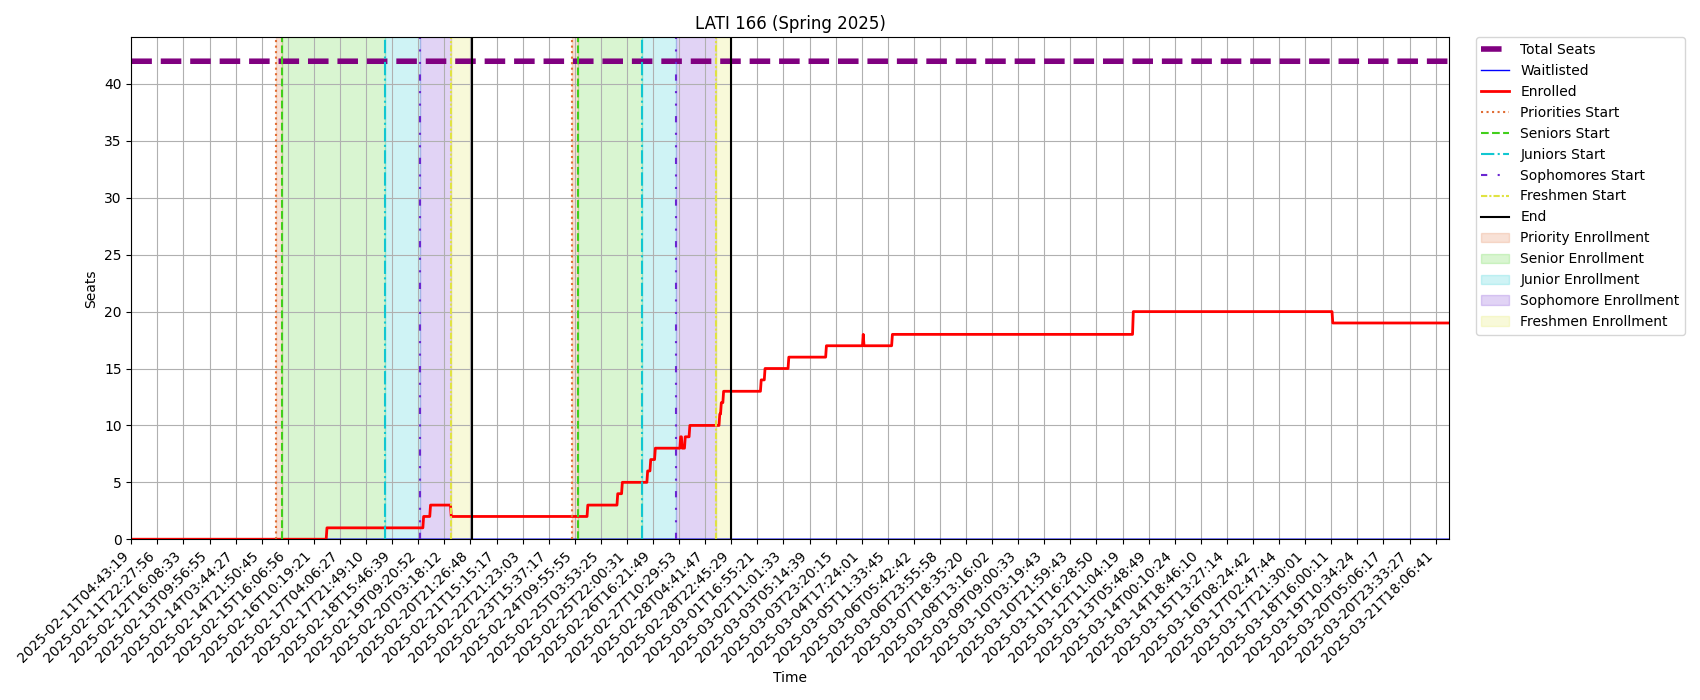 LATI 166 (Spring 2025)
Seats
40
35
30
25
20
15
10
5
0
2025-02-11T04:43:19
2025-02-11T22:27:56
2025-02-12T16:08:33
2025-02-13T09:56:55
2025-02-14T03:44:27
2025-02-14T21:50:45
2025-02-15T16:06:56
2025-02-16T10:19:21
2025-02-17T04:06:27
2025-02-17T21:49:10
2025-02-18T15:46:39
2025-02-19T09:20:52
2025-02-20T03:18:12
2025-02-20T21:26:48
2025-02-21T15:15:17
2025-02-22T21:23:03
2025-02-23T15:37:17
2025-02-24T09:55:55
2025-02-25T03:53:25
2025-02-25T22:00:31
2025-02-26T16:21:49
2025-02-27T10:29:53
2025-02-28T04:41:47
2025-02-28T22:45:29
2025-03-01T16:55:21
2025-03-02T11:01:33
2025-03-03T05:14:39
2025-03-03T23:20:15
2025-03-04T17:24:01
2025-03-05T11:33:45
2025-03-06T05:42:42
2025-03-06T23:55:58
2025-03-07T18:35:20
2025-03-08T13:16:02
2025-03-09T09:00:33
2025-03-10T03:19:43
2025-03-10T21:59:43
2025-03-11T16:28:50
2025-03-12T11:04:19
2025-03-13T05:48:49
2025-03-14T00:10:24
2025-03-14T18:46:10
2025-03-15T13:27:14
2025-03-16T08:24:42
2025-03-17T02:47:44
2025-03-17T21:30:01
2025-03-18T16:00:11
2025-03-19T10:34:24
2025-03-20T05:06:17
2025-03-20T23:33:27
2025-03-21T18:06:41
Time
Total Seats
Waitlisted
Enrolled
Priorities Start
Seniors Start
Juniors Start
Sophomores Start
Freshmen Start
End
Priority Enrollment
Senior Enrollment
Junior Enrollment
Sophomore Enrollment
Freshmen Enrollment